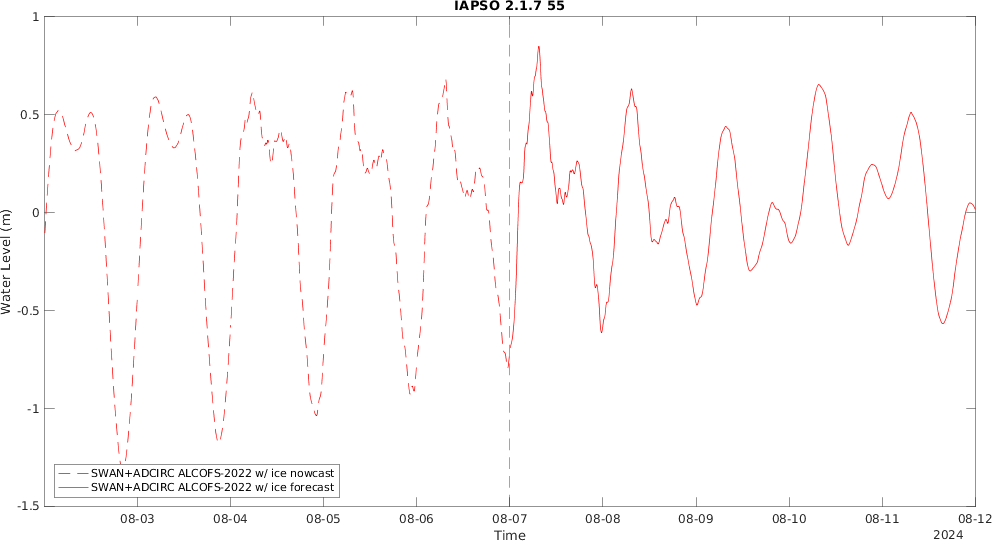 IAPSO 2.1.7 55
1
0.5
0
-0.5
-1
-1.5
Water Level (m)
SWAN+ADCIRC ALCOFS-2022 w/ ice nowcast
SWAN+ADCIRC ALCOFS-2022 w/ ice forecast
08-03 08-04 08-05 08-06 08-07 08-08 08-09 08-10 08-11 08-12
Time
2024